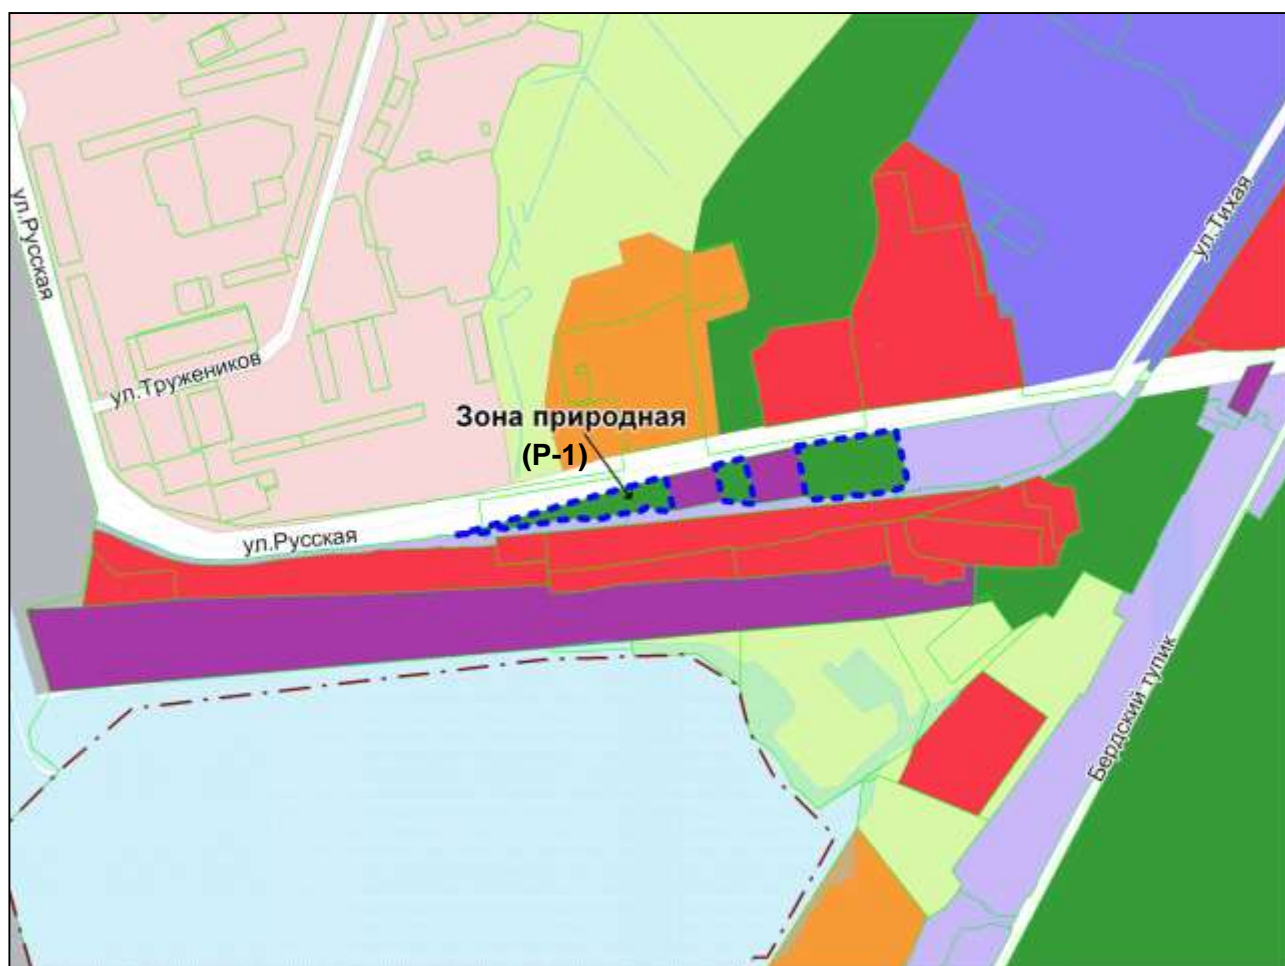 ул.Русская
ул.Тихая
ул.Тружеников
Зона природная
(Р-1)
ул.Русская
Бердский тупик